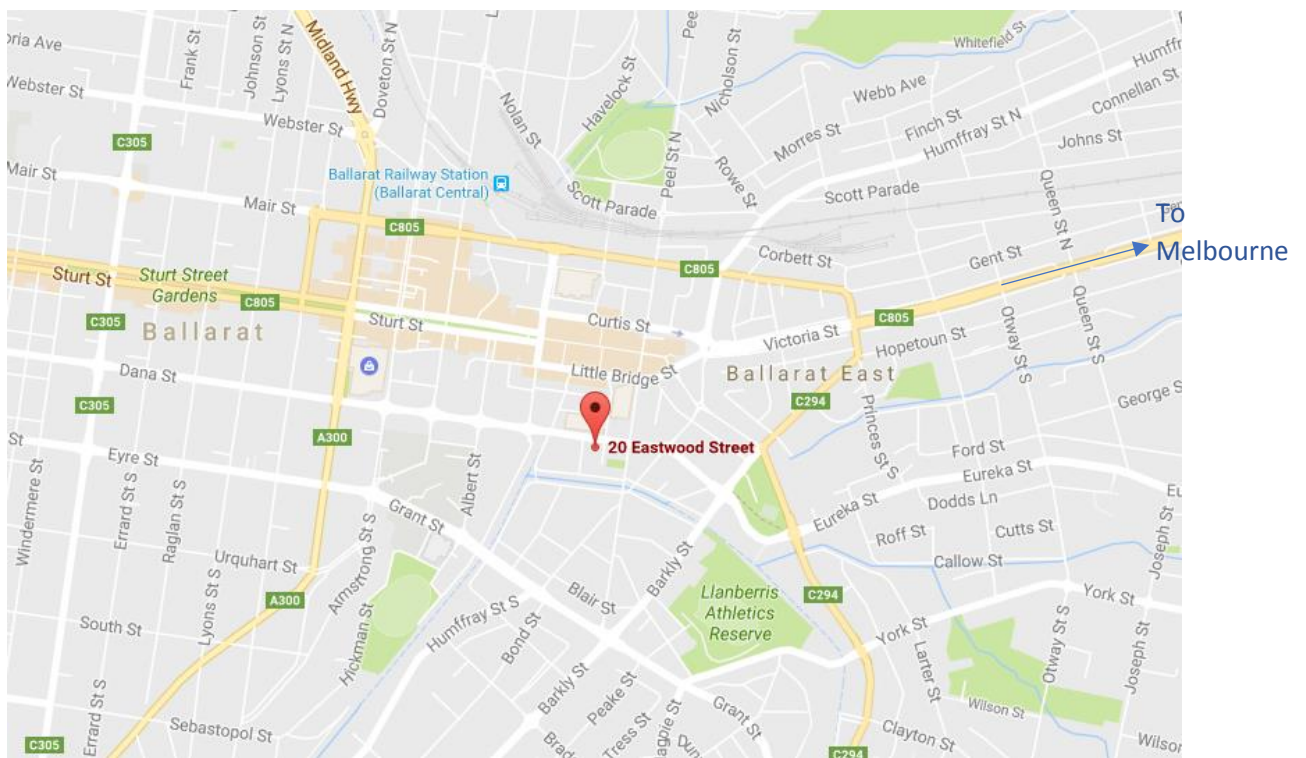 oria Ave
Frank St
Johnson St
Lyons St N
Midland Hwy
Doveton St N
Nolan St
Havelock St
Pee
Nicholson St
Whitefield St
Humffr
Webster St
Webb Ave
Connellan St
Webster St
C305
Morres St
Finch St
Humffray St N
Johns St
Mair St
Ballarat Railway Station
(Ballarat Central)
Peel St N
Rowe St
Scott Parade
Scott Parade
Queen St N
Mair St
C805
To
Melbourne
Corbett St
Gent St
C805
Sturt St
Sturt Street
Gardens
C805
C305
Ballarat
Sturt St
Curtis St
Victoria St
C805
Hopetoun St
Otway St S
Queen St S
Dana St
Little Bridge St
Ballarat East
C305
C294
Princes St S
George S
A300
20 Eastwood Street
St
Eyre St
Ford St
Eureka St
Windermere St
Errard St S
Raglan St S
Albert St
Grant St
Eureka St
Dodds Ln
Eu
Roff St
Cutts St
Urquhart St
Armstrong St S
Barkly St
Callow St
Joseph St
A300
Blair St
Llanberris
Athletics
Reserve
C294
York St
South St
Lyons St S
Hickman St
Humffray St S
Bond St
York St
Larter St
Otway St S
Joseph St
Errard St S
Sebastopol St
Barkly St
Peake St
Grant St
Wilson St
C305
Brad
Tress St
agpie St
Dun
Clayton St
C294
Wilsor